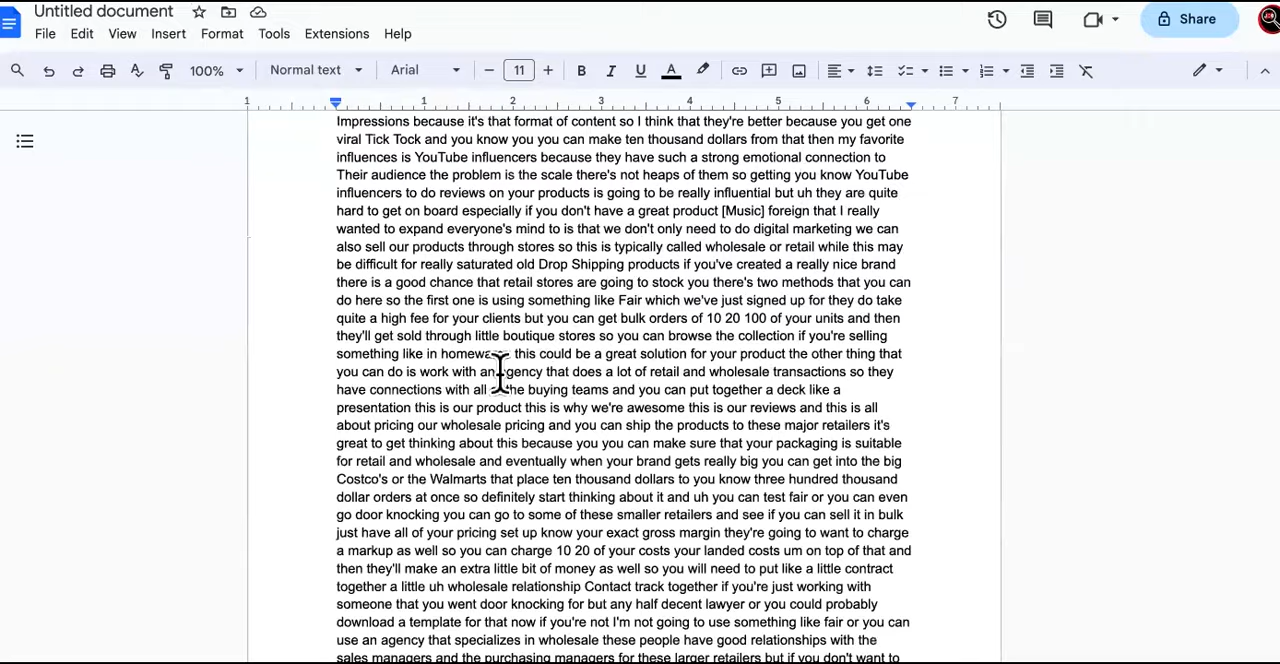 Untitled document
File Edit View Insert Format Tools Extensions Help
Share
100% Normal text Arial 11 B I U A
1 1 2 3 4 5 6 7
Impressions because it's that format of content so I think that they're better because you get one
viral Tick Tock and you know you you can make ten thousand dollars from that then my favorite
influences is YouTube influencers because they have such a strong emotional connection to
Their audience the problem is the scale there's not heaps of them so getting you know YouTube
influencers to do reviews on your products is going to be really influential but uh they are quite
hard to get on board especially if you don't have a great product [Music] foreign that I really
wanted to expand everyone's mind to is that we don't only need to do digital marketing we can
also sell our products through stores so this is typically called wholesale or retail while this may
be difficult for really saturated old Drop Shipping products if you've created a really nice brand
there is a good chance that retail stores are going to stock you there's two methods that you can
do here so the first one is using something like Fair which we've just signed up for they do take
quite a high fee for your clients but you can get bulk orders of 10 20 100 of your units and then
they'll get sold through little boutique stores so you can browse the collection if you're selling
something like in this could be a great solution for your product the other thing that
you can do is work with an agency that does a lot of retail and wholesale transactions so they
have connections with all the buying teams and you can put together a deck like a
presentation this is our product this is why we're awesome this is our reviews and this is all
about pricing our wholesale pricing and you can ship the products to these major retailers it's
great to get thinking about this because you you can make sure that your packaging is suitable
for retail and wholesale and eventually when your brand gets really big you can get into the big
Costco's or the Walmarts that place ten thousand dollars to you know three hundred thousand
dollar orders at once so definitely start thinking about it and uh you can test fair or you can even
go door knocking you can go to some of these smaller retailers and see if you can sell it in bulk
just have all of your pricing set up know your exact gross margin they're going to want to charge
a markup as well so you can charge 10 20 of your costs your landed costs um on top of that and
then they'll make an extra little bit of money as well so you will need to put like a little contract
together a little uh wholesale relationship Contact track together if you're just working with
someone that you went door knocking for but any half decent lawyer or you could probably
download a template for that now if you're not I'm not going to use something like fair or you can
use an agency that specializes in wholesale these people have good relationships with the
sales managers and the purchasing managers for these larger retailers but if you don't want to